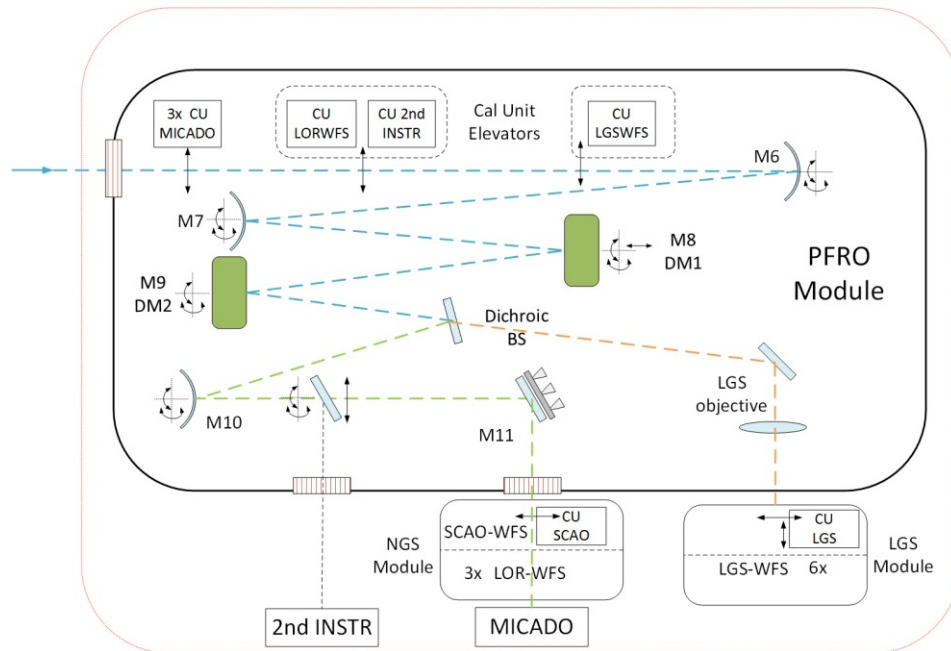 3x CU
MICADO
CU
LORWFS
CU 2nd
INSTR
Cal Unit
Elevators
CU
LGSWFS
M6
M7
M8
DM1
M9
DM2
PFRO
Module
Dichroic
BS
LGS
objective
M10
M11
NGS
Module
SCAO-WFS
CU
SCAO
3x LOR-WFS
CU
LGS
LGS-WFS 6x
LGS
Module
2nd INSTR
MICADO